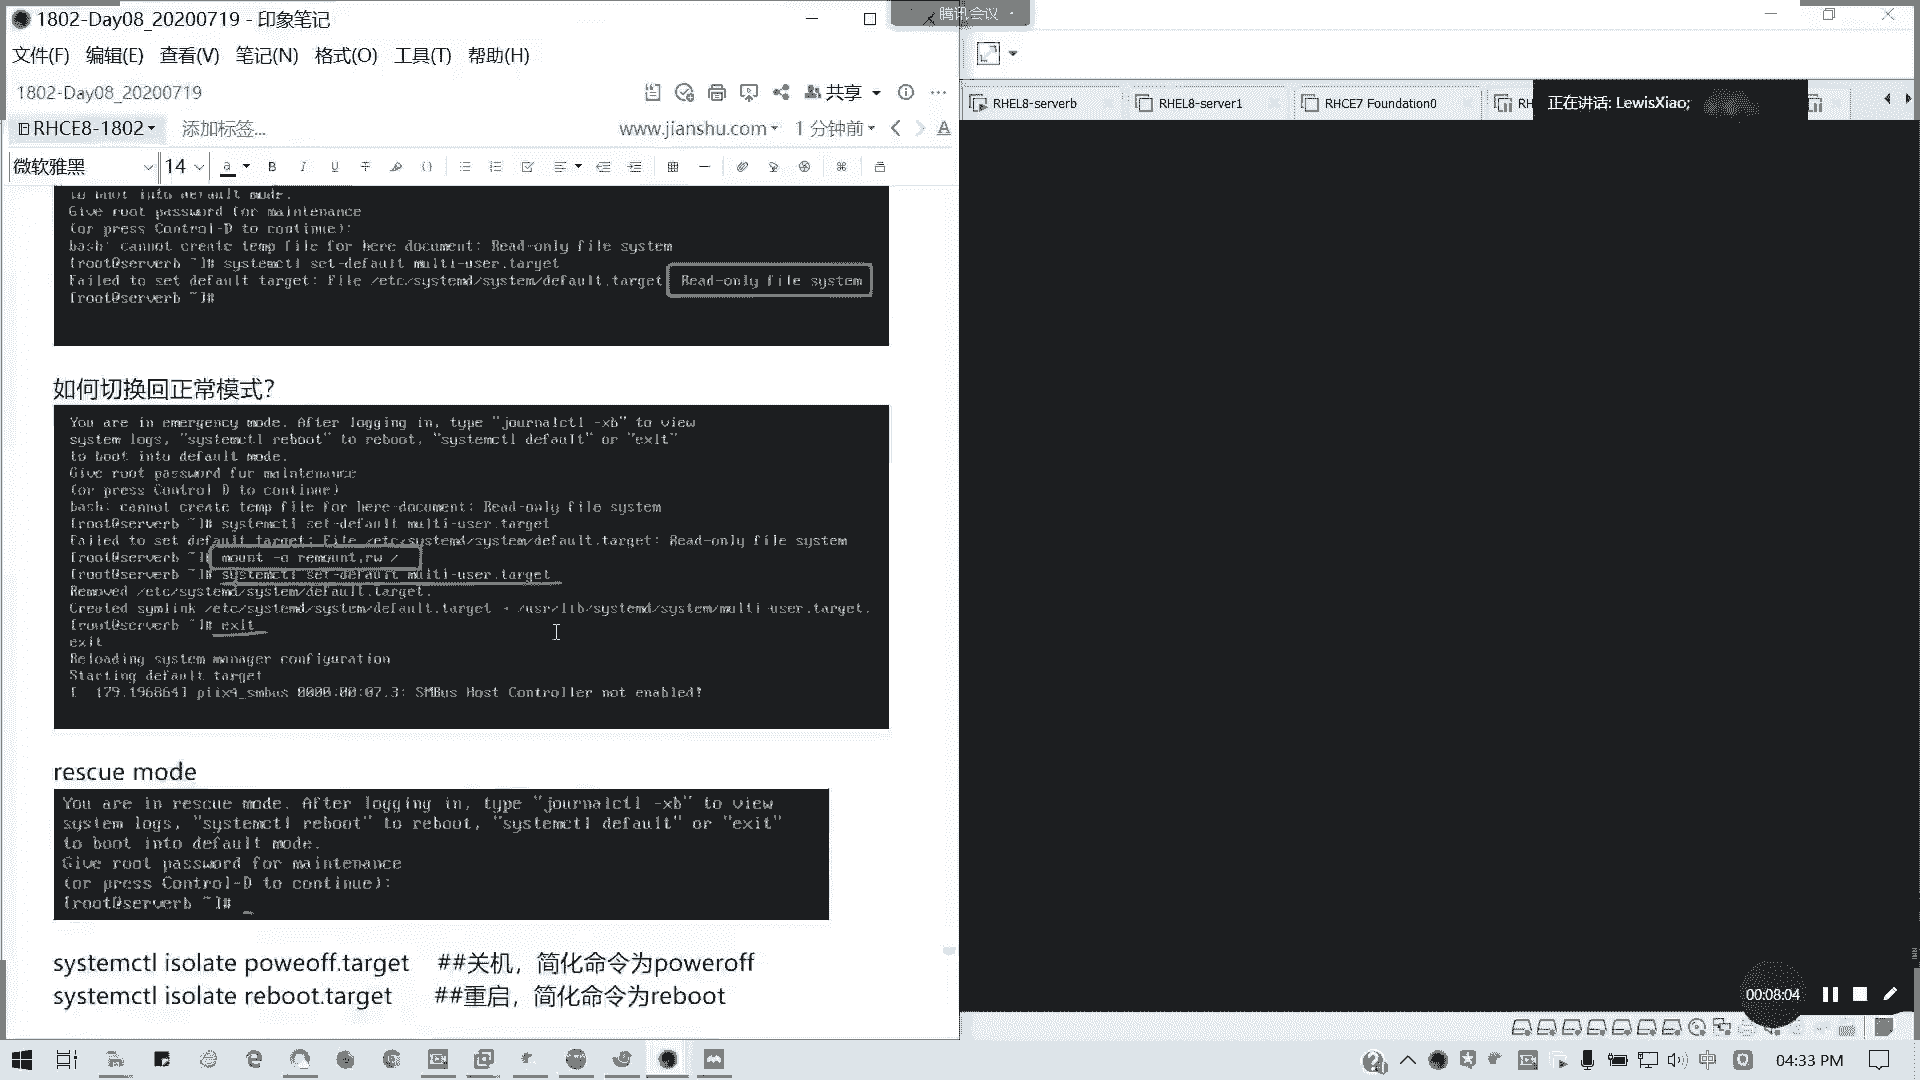 1802-Day08_20200719 - 印象笔记
腾讯会议
文件(F) 编辑(E) 查看(V) 笔记(N) 格式(O) 工具(T) 帮助(H)
1802-Day08_20200719
共享
RHEL8-serverb
RHEL8-server1
RHCE7 Foundation0
RH
正在讲话: LewisXiao;
RHCE8-1802
添加标签...
www.jianshu.com
1 分钟前
微软雅黑
14
to boot into default mode.
Give root password for maintenance
(or press Control-D to continue):
bash: cannot create temp file for here-document: Read-only file system
[root@serverb ~]# systemctl set-default multi-user.target
Failed to set default target: File /etc/systemd/system/default.target: Read-only file system
[root@serverb ~]#
如何切换回正常模式?
You are in emergency mode. After logging in, type "journalctl -xb" to view
system logs, "systemctl reboot" to reboot, "systemctl default" or "exit"
to boot into default mode.
Give root password for maintenance
(or press Control-D to continue):
bash: cannot create temp file for here-document: Read-only file system
[root@serverb ~]# systemctl set-default multi-user.target
Failed to set default target: File /etc/systemd/system/default.target: Read-only file system
[root@serverb ~]# mount -o remount,rw /
[root@serverb ~]# systemctl set-default multi-user.target
Removed /etc/systemd/system/default.target.
Created symlink /etc/systemd/system/default.target → /usr/lib/systemd/system/multi-user.target.
[root@serverb ~]# exit
exit
Reloading system manager configuration
Starting default target
[  179.196864] piix4_smbus 0000:00:07.3: SMBus Host Controller not enabled!
rescue mode
You are in rescue mode. After logging in, type "journalctl -xb" to view
system logs, "systemctl reboot" to reboot, "systemctl default" or "exit"
to boot into default mode.
Give root password for maintenance
(or press Control-D to continue):
[root@serverb ~]# _
systemctl isolate poweoff.target ##关机，简化命令为poweroff
systemctl isolate reboot.target ##重启，简化命令为reboot
00:08:04
中
04:33 PM